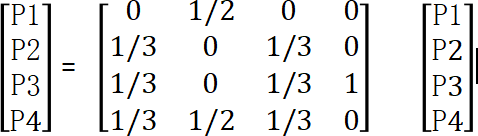 P1 0 1/2 0 0 P1
P2 1/3 0 1/3 0 P2
P3 = 1/3 0 1/3 1 P3
P4 1/3 1/2 1/3 0 P4